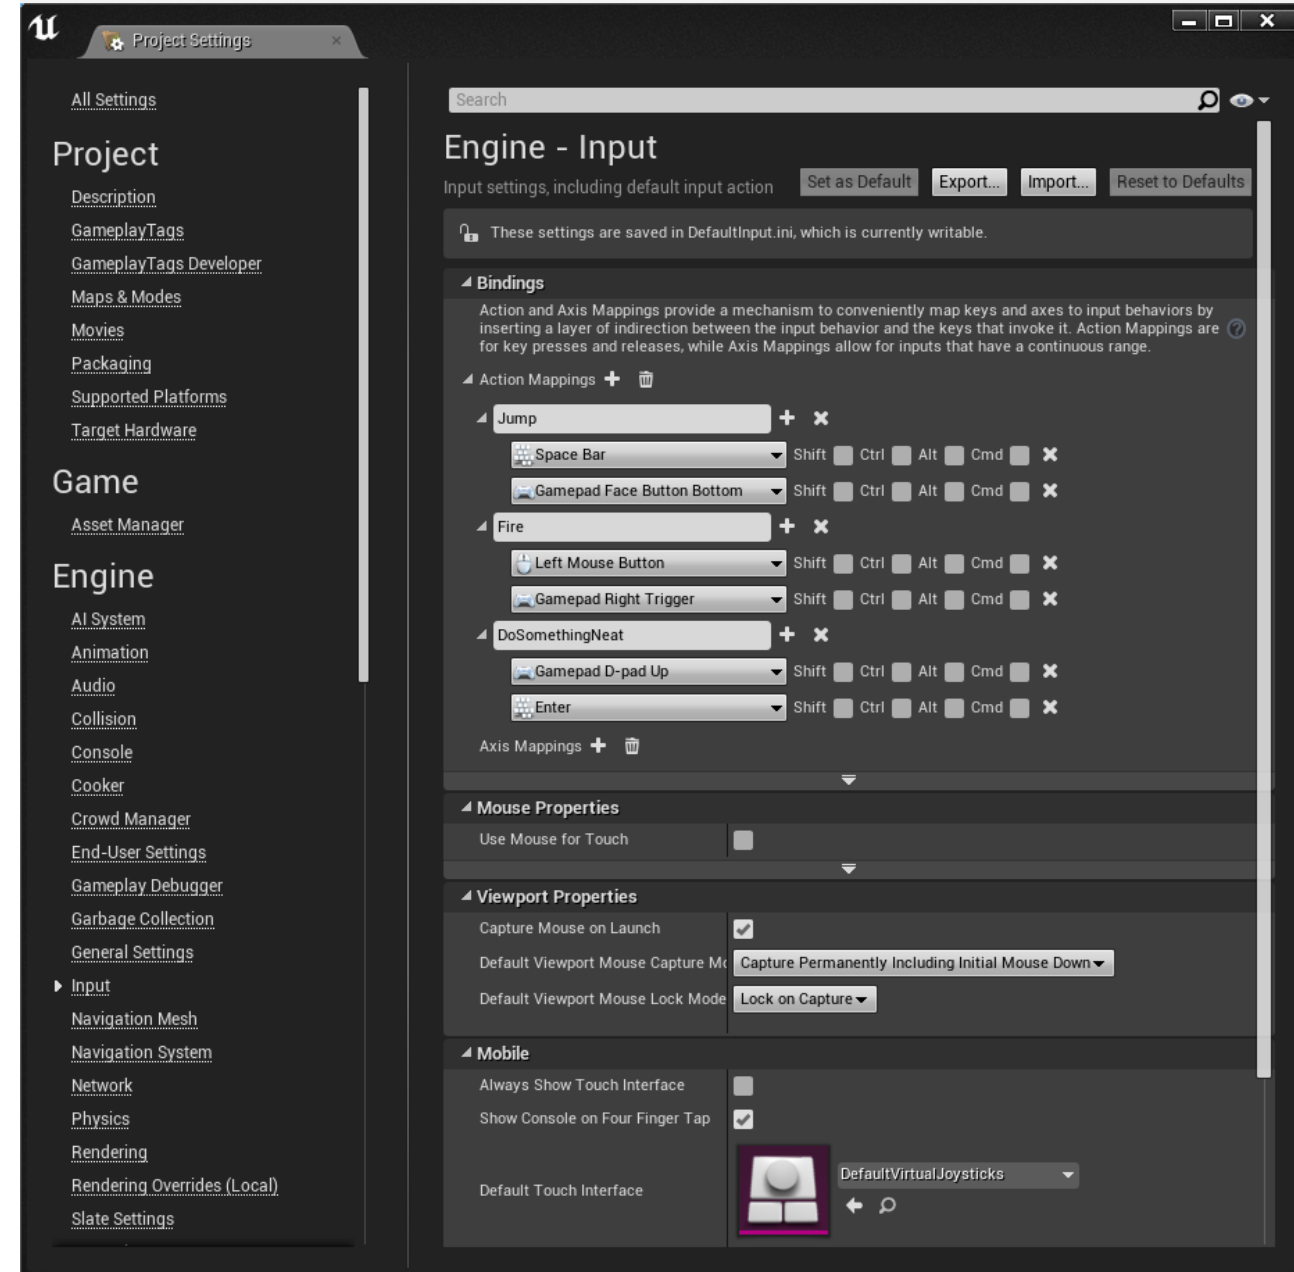 Project Settings
All Settings
Project
Description
GameplayTags
GameplayTags Developer
Maps & Modes
Movies
Packaging
Supported Platforms
Target Hardware
Game
Asset Manager
Engine
AI System
Animation
Audio
Collision
Console
Cooker
Crowd Manager
End-User Settings
Gameplay Debugger
Garbage Collection
General Settings
Input
Navigation Mesh
Navigation System
Network
Physics
Rendering
Rendering Overrides (Local)
Slate Settings
Search
Engine - Input
Input settings, including default input action
Set as Default Export... Import... Reset to Defaults
These settings are saved in DefaultInput.ini, which is currently writable.
Bindings
Action and Axis Mappings provide a mechanism to conveniently map keys and axes to input behaviors by
inserting a layer of indirection between the input behavior and the keys that invoke it. Action Mappings are
for key presses and releases, while Axis Mappings allow for inputs that have a continuous range.
Action Mappings
Jump
Space Bar Shift Ctrl Alt Cmd
Gamepad Face Button Bottom Shift Ctrl Alt Cmd
Fire
Left Mouse Button Shift Ctrl Alt Cmd
Gamepad Right Trigger Shift Ctrl Alt Cmd
DoSomethingNeat
Gamepad D-pad Up Shift Ctrl Alt Cmd
Enter Shift Ctrl Alt Cmd
Axis Mappings
Mouse Properties
Use Mouse for Touch
Viewport Properties
Capture Mouse on Launch
Default Viewport Mouse Capture Mo Capture Permanently Including Initial Mouse Down
Default Viewport Mouse Lock Mode Lock on Capture
Mobile
Always Show Touch Interface
Show Console on Four Finger Tap
Default Touch Interface DefaultVirtualJoysticks